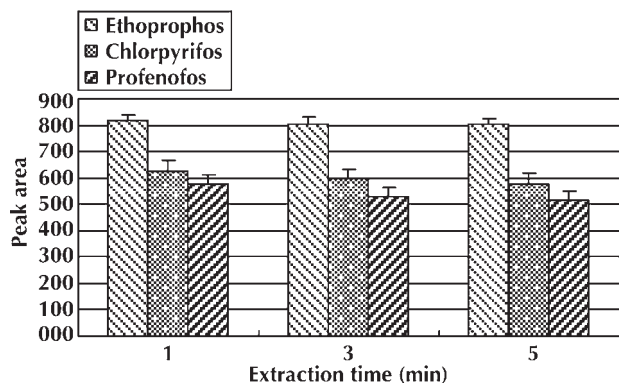 Ethoprophos
Chlorpyrifos
Profenofos
900
800
700
600
500
400
300
200
100
000
Peak area
1 3 5
Extraction time (min)